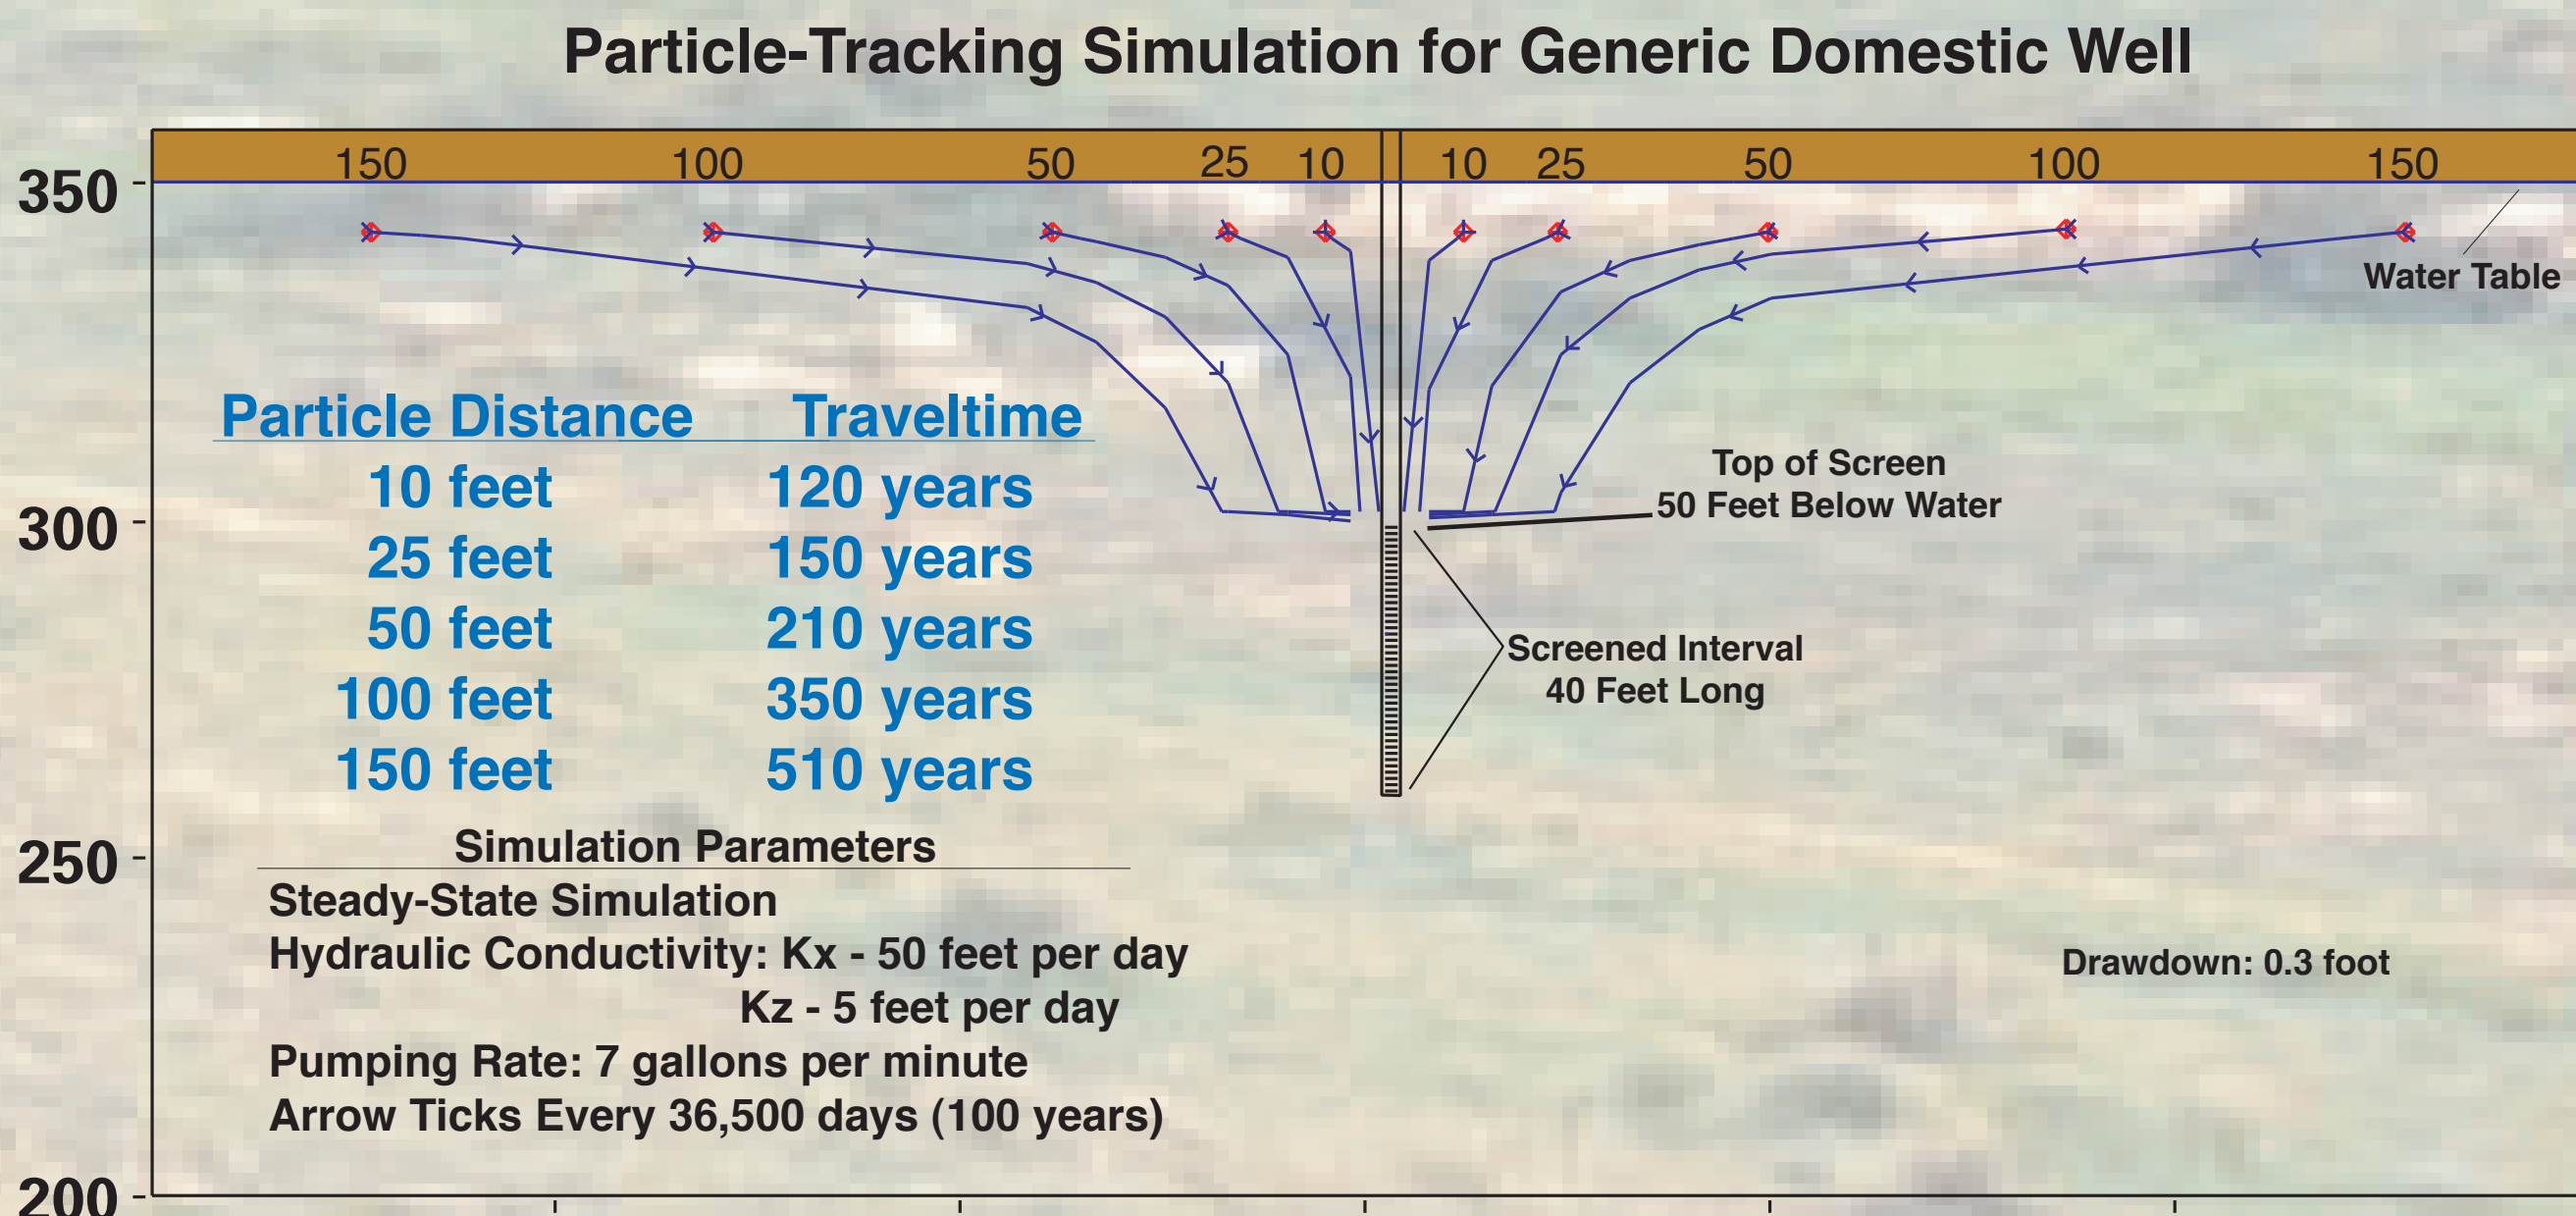 Particle-Tracking Simulation for Generic Domestic Well
150 100 50 25 10 10 25 50 100 150
350
Water Table
Particle Distance Traveltime
10 feet 120 years
25 feet 150 years
50 feet 210 years
100 feet 350 years
150 feet 510 years
Top of Screen
50 Feet Below Water
300
Screened Interval
40 Feet Long
250
Simulation Parameters
Steady-State Simulation
Hydraulic Conductivity: Kx - 50 feet per day
Kz - 5 feet per day
Pumping Rate: 7 gallons per minute
Arrow Ticks Every 36,500 days (100 years)
Drawdown: 0.3 foot
200